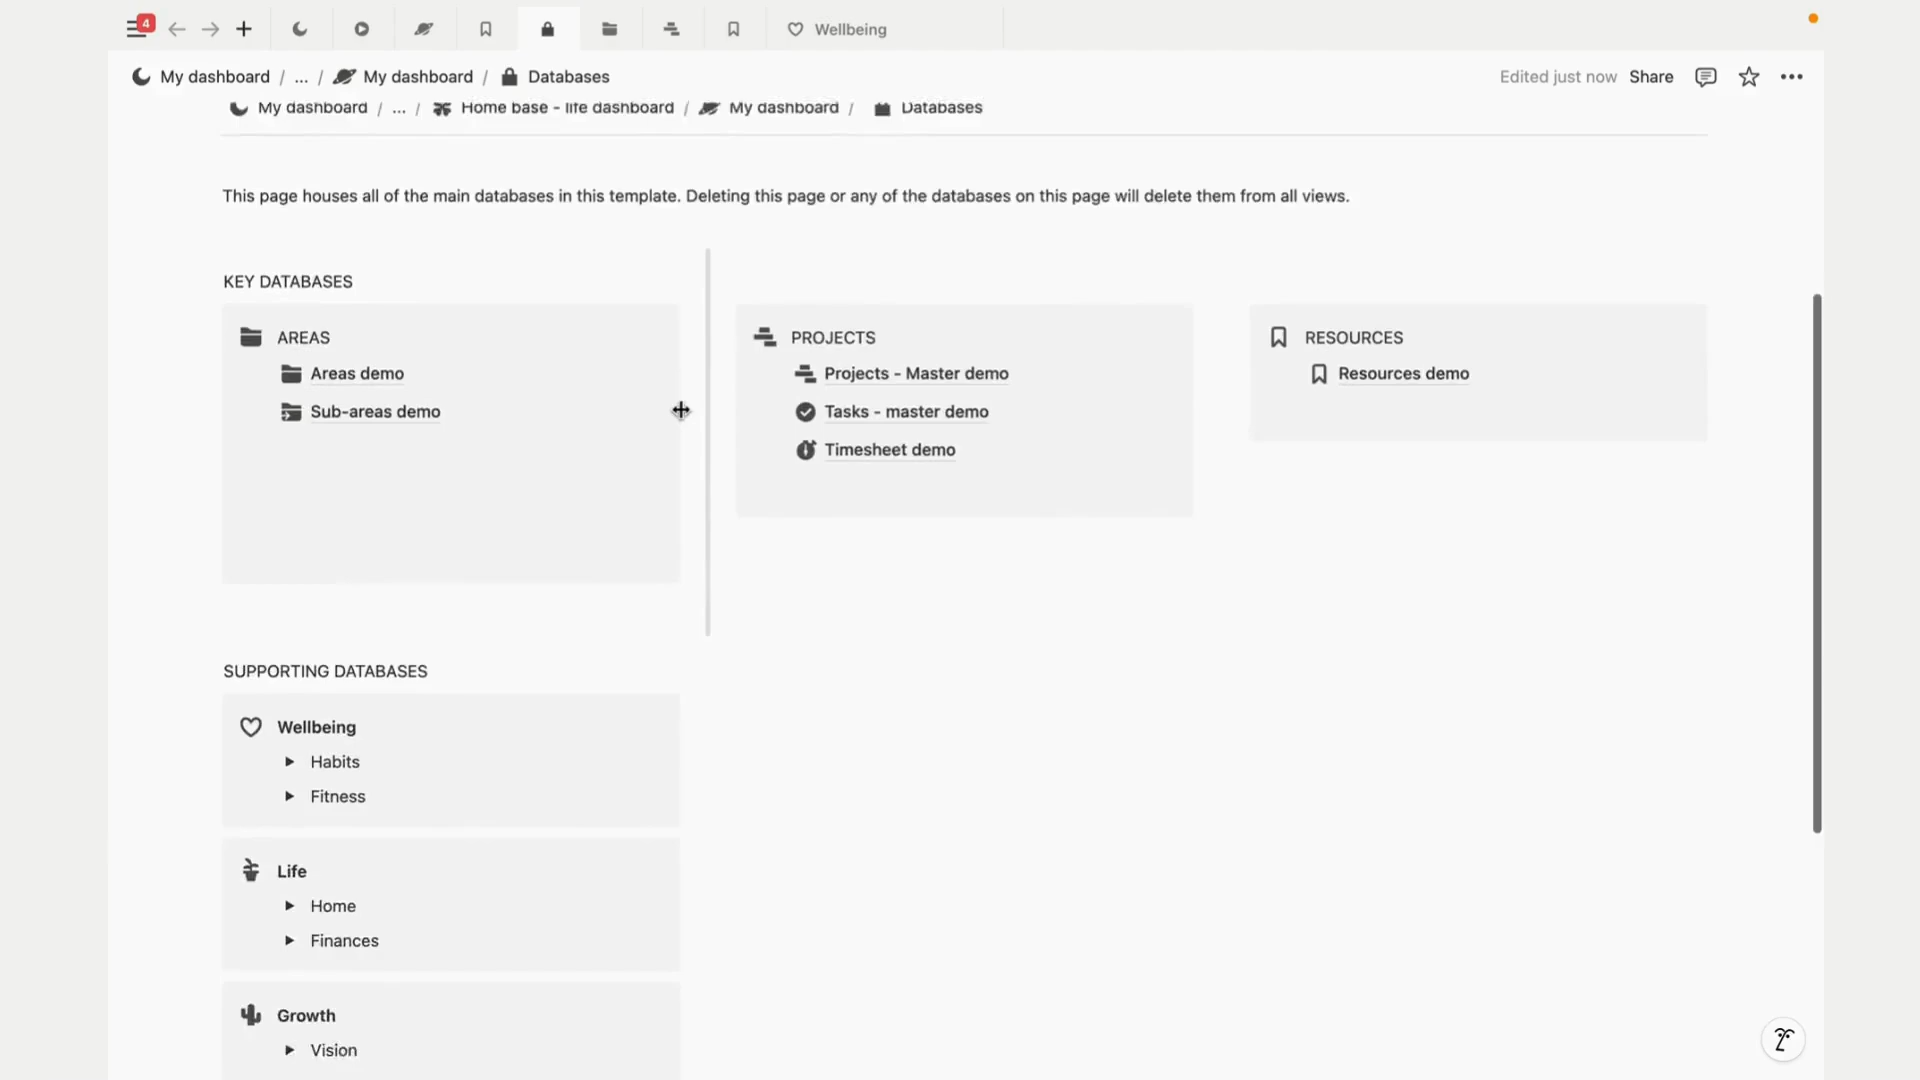 4
Wellbeing
My dashboard / ... / My dashboard / Databases
Edited just now Share
My dashboard / ... / Home base - life dashboard / My dashboard / Databases
This page houses all of the main databases in this template. Deleting this page or any of the databases on this page will delete them from all views.
KEY DATABASES
AREAS
Areas demo
Sub-areas demo
PROJECTS
Projects - Master demo
Tasks - master demo
Timesheet demo
RESOURCES
Resources demo
SUPPORTING DATABASES
Wellbeing
Habits
Fitness
Life
Home
Finances
Growth
Vision